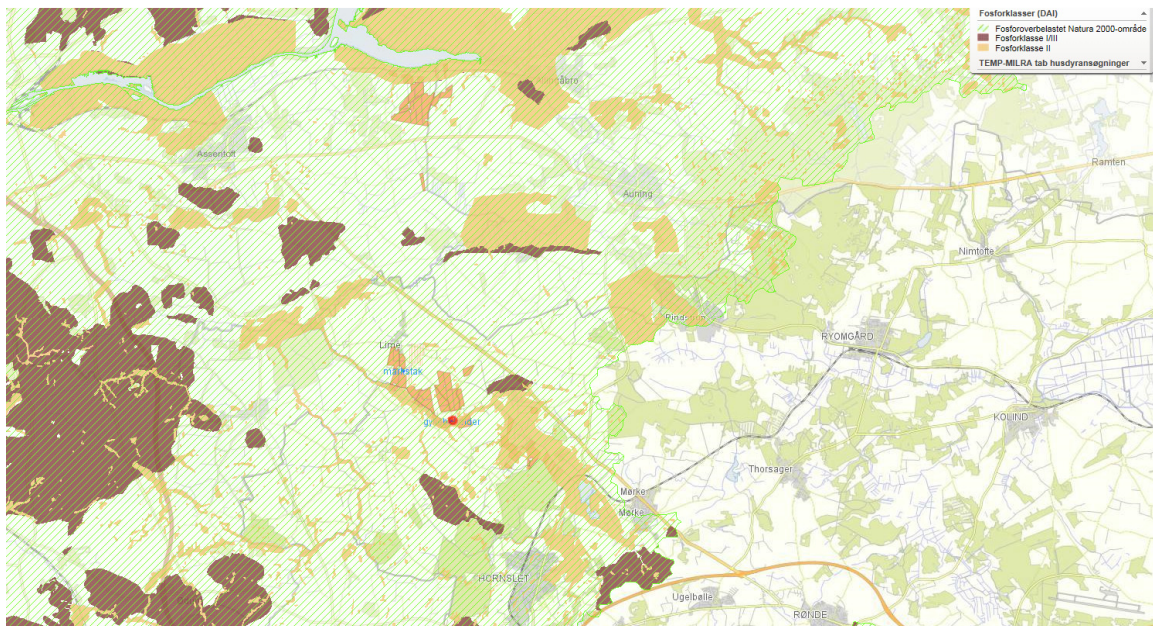 Fosforklasser (DAI)
Fosforoverbelastet Natura 2000-område
Fosforklasse I/III
Fosforklasse II
TEMP-MILRA tab husdyransøgninger
Assentoft
Ramten
Auning
Nimtofte
Pindstrup
RYOMGÅRD
Lime
markstak
KOLIND
Thorsager
Mørke
Mørke
HORNSLET
Ugelbølle
RØNDE